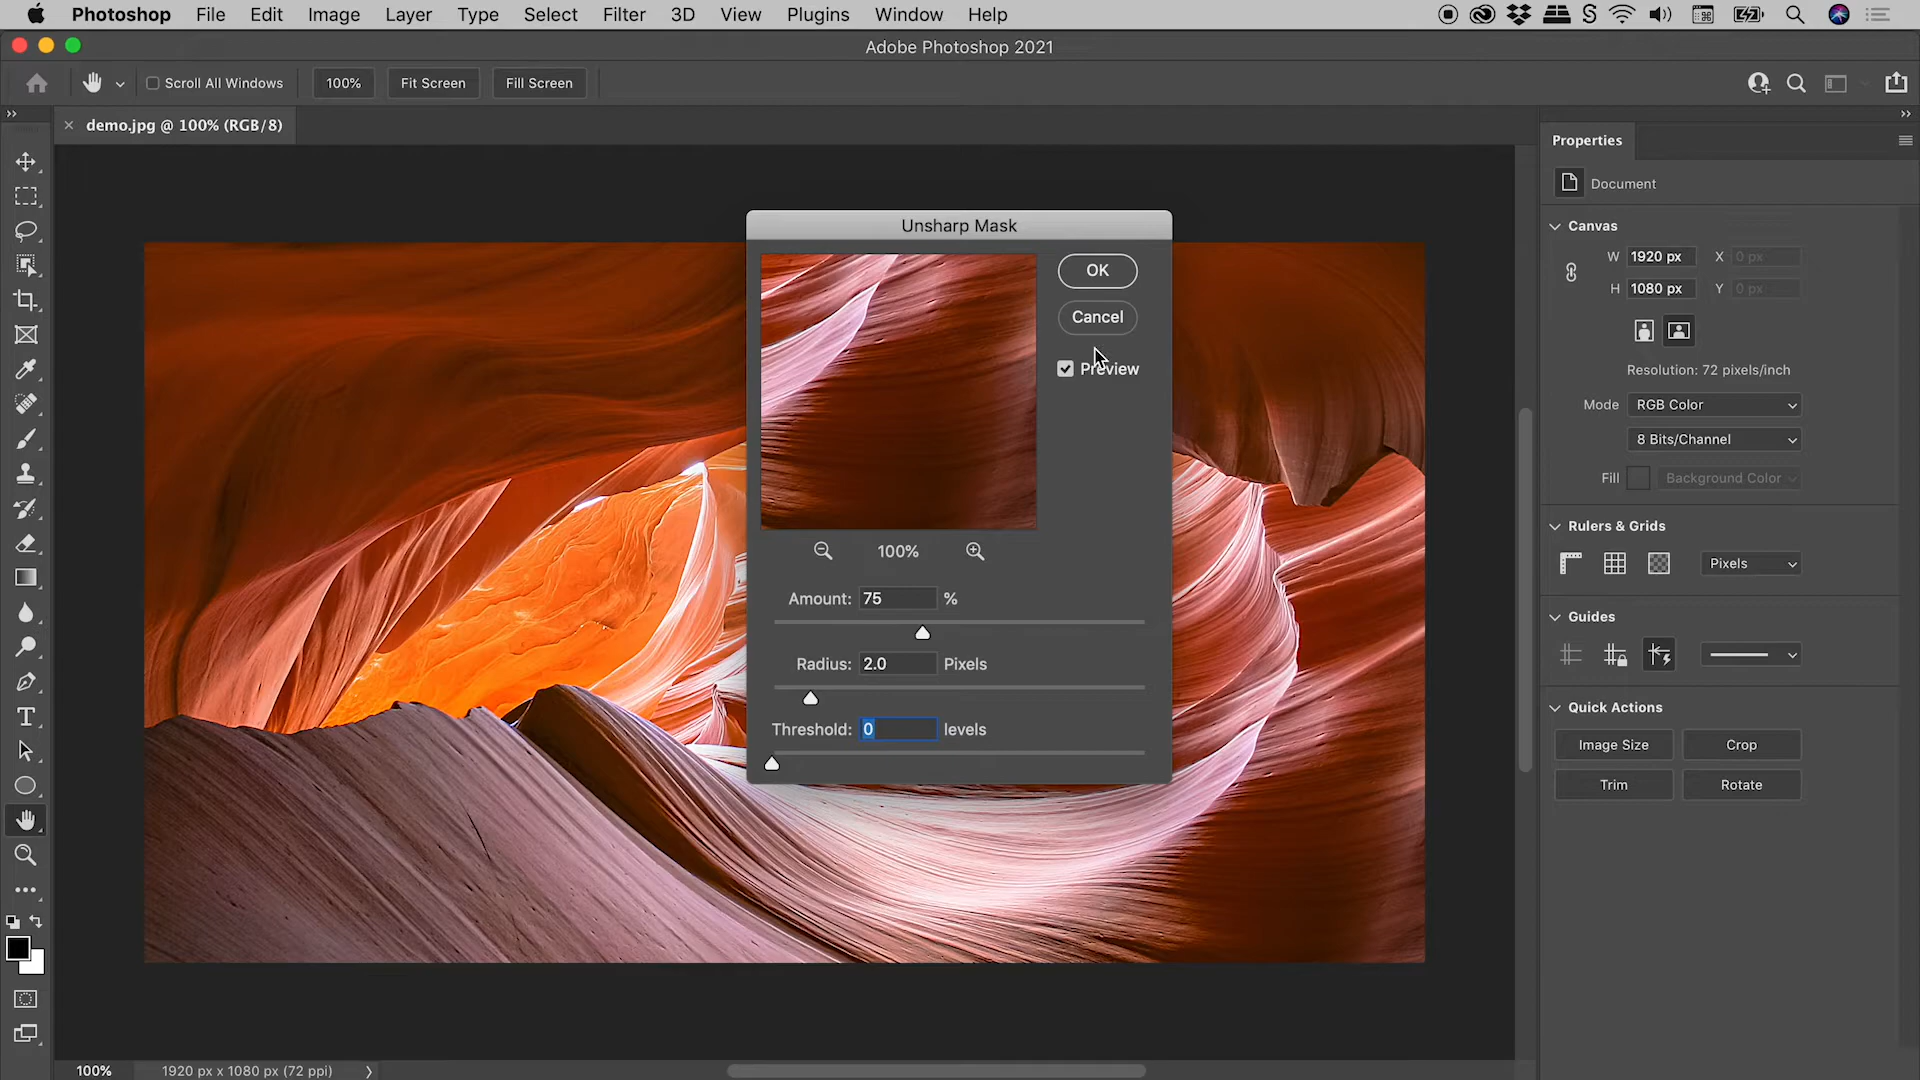 Photoshop File Edit Image Layer Type Select Filter 3D View Plugins Window Help
Adobe Photoshop 2021
Scroll All Windows 100% Fit Screen Fill Screen
demo.jpg @ 100% (RGB/8)
Properties
Document
Canvas
W 1920 px X 0 px
H 1080 px Y 0 px
Resolution: 72 pixels/inch
Mode RGB Color
8 Bits/Channel
Fill Background Color
Rulers & Grids
Pixels
Guides
Quick Actions
Image Size Crop
Trim Rotate
Unsharp Mask
OK
Cancel
Preview
100%
Amount: 75 %
Radius: 2.0 Pixels
Threshold: 0 levels
100% 1920 px x 1080 px (72 ppi)